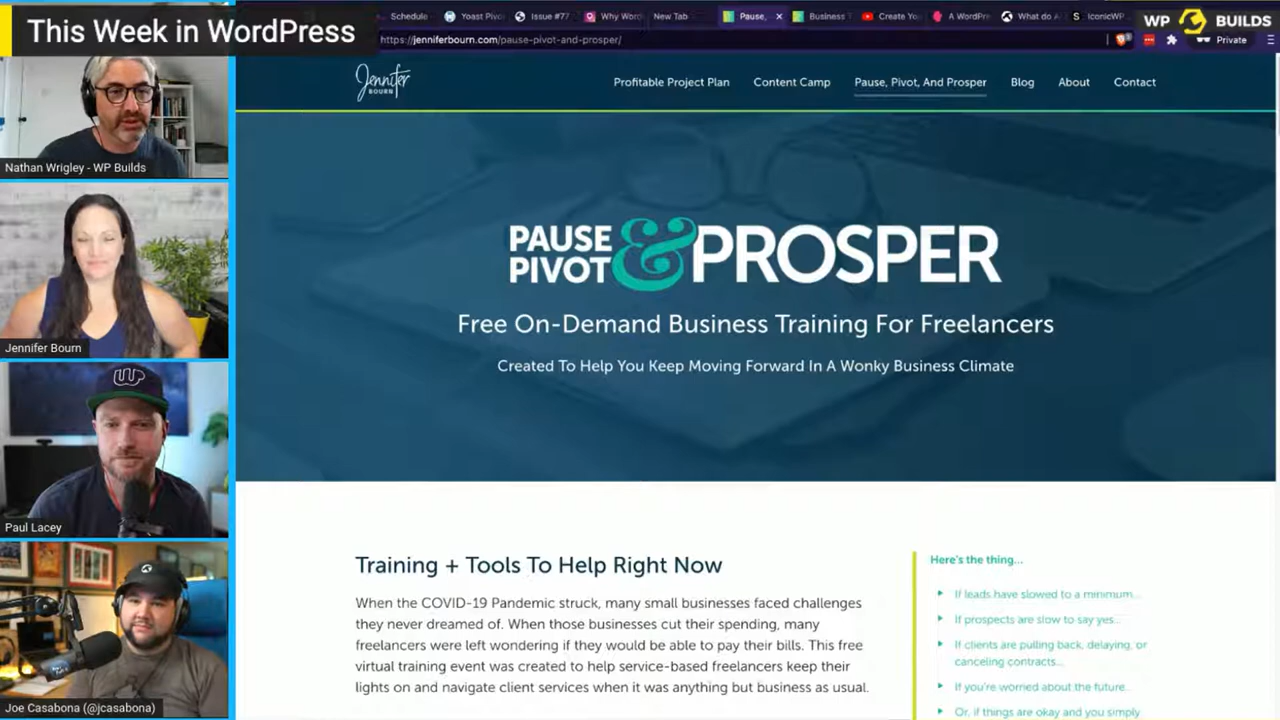 This Week in WordPress
Schedule
Yoast Pivo
Issue #77
Why Word
New Tab
Pause,
Business T
Create You
A WordPre
What do A
IconicWP
WP BUILDS
https://jenniferbourn.com/pause-pivot-and-prosper/
Private
Jennifer
BOURN
Profitable Project Plan
Content Camp
Pause, Pivot, And Prosper
Blog
About
Contact
Nathan Wrigley - WP Builds
Jennifer Bourn
Paul Lacey
Joe Casabona (@jcasabona)
PAUSE
PIVOT
&
PROSPER
Free On-Demand Business Training For Freelancers
Created To Help You Keep Moving Forward In A Wonky Business Climate
Training + Tools To Help Right Now
When the COVID-19 Pandemic struck, many small businesses faced challenges
they never dreamed of. When those businesses cut their spending, many
freelancers were left wondering if they would be able to pay their bills. This free
virtual training event was created to help service-based freelancers keep their
lights on and navigate client services when it was anything but business as usual.
Here's the thing...
If leads have slowed to a minimum...
If prospects are slow to say yes...
If clients are pulling back, delaying, or
canceling contracts...
If you're worried about the future...
Or, if things are okay and you simply